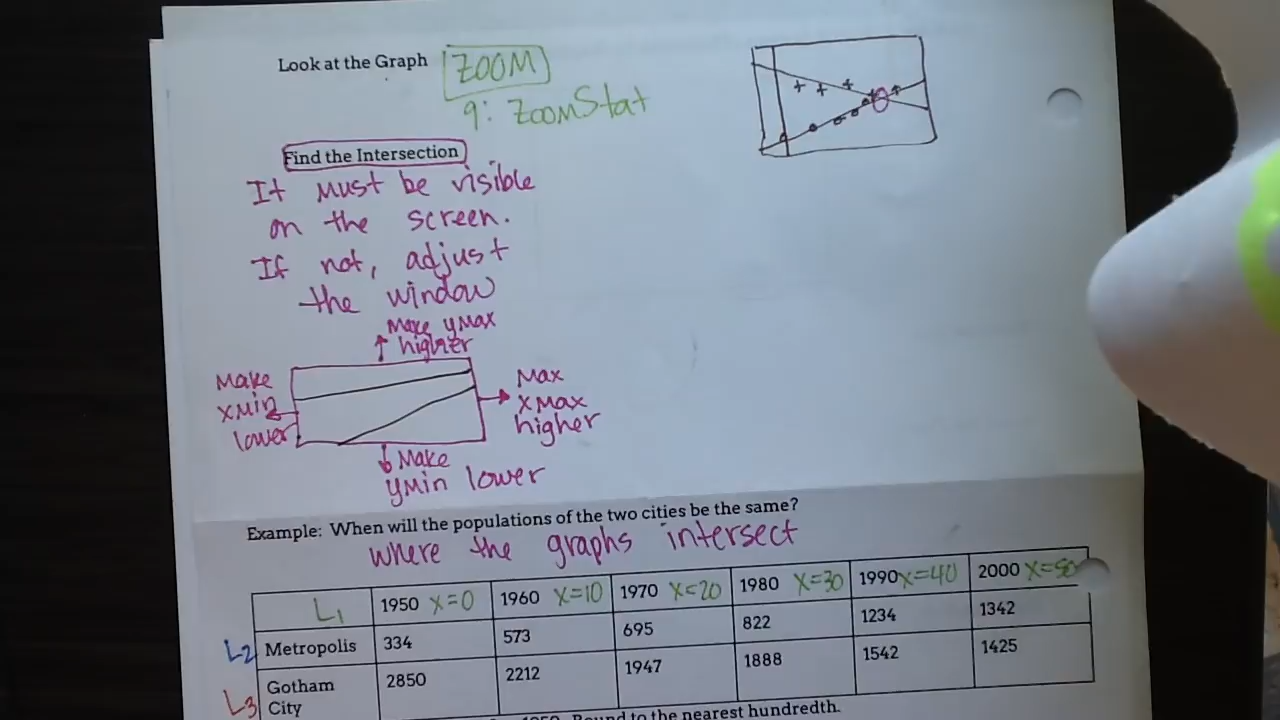 Look at the Graph ZOOM
9: ZoomStat
Find the Intersection
It must be visible
on the screen.
If not, adjust
the window
Make yMax
higher
Make
xMin
lower
Max
xMax
higher
Make
yMin lower
Example: When will the populations of the two cities be the same?
where the graphs intersect
L1 1950 x=0 1960 x=10 1970 x=20 1980 x=30 1990 x=40 2000 x=50
L2 Metropolis 334 573 695 822 1234 1342
L3 Gotham City 2850 2212 1947 1888 1542 1425
Round to the nearest hundredth.